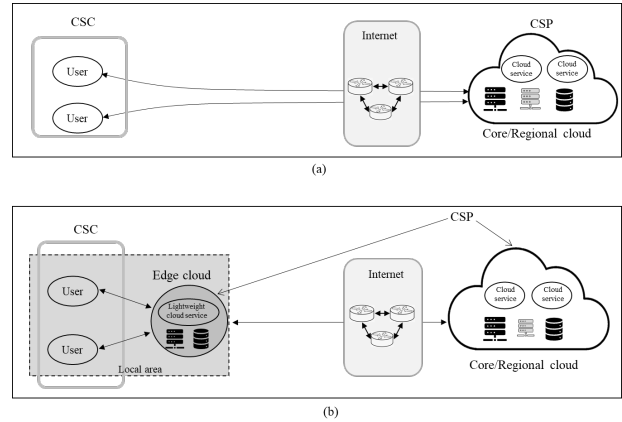 CSC
Internet
CSP
User
User
Cloud
service
Cloud
service
Core/Regional cloud
(a)
CSP
CSC
Edge cloud
Internet
User
Lightweight
cloud service
Cloud
service
Cloud
service
User
Local area
Core/Regional cloud
(b)